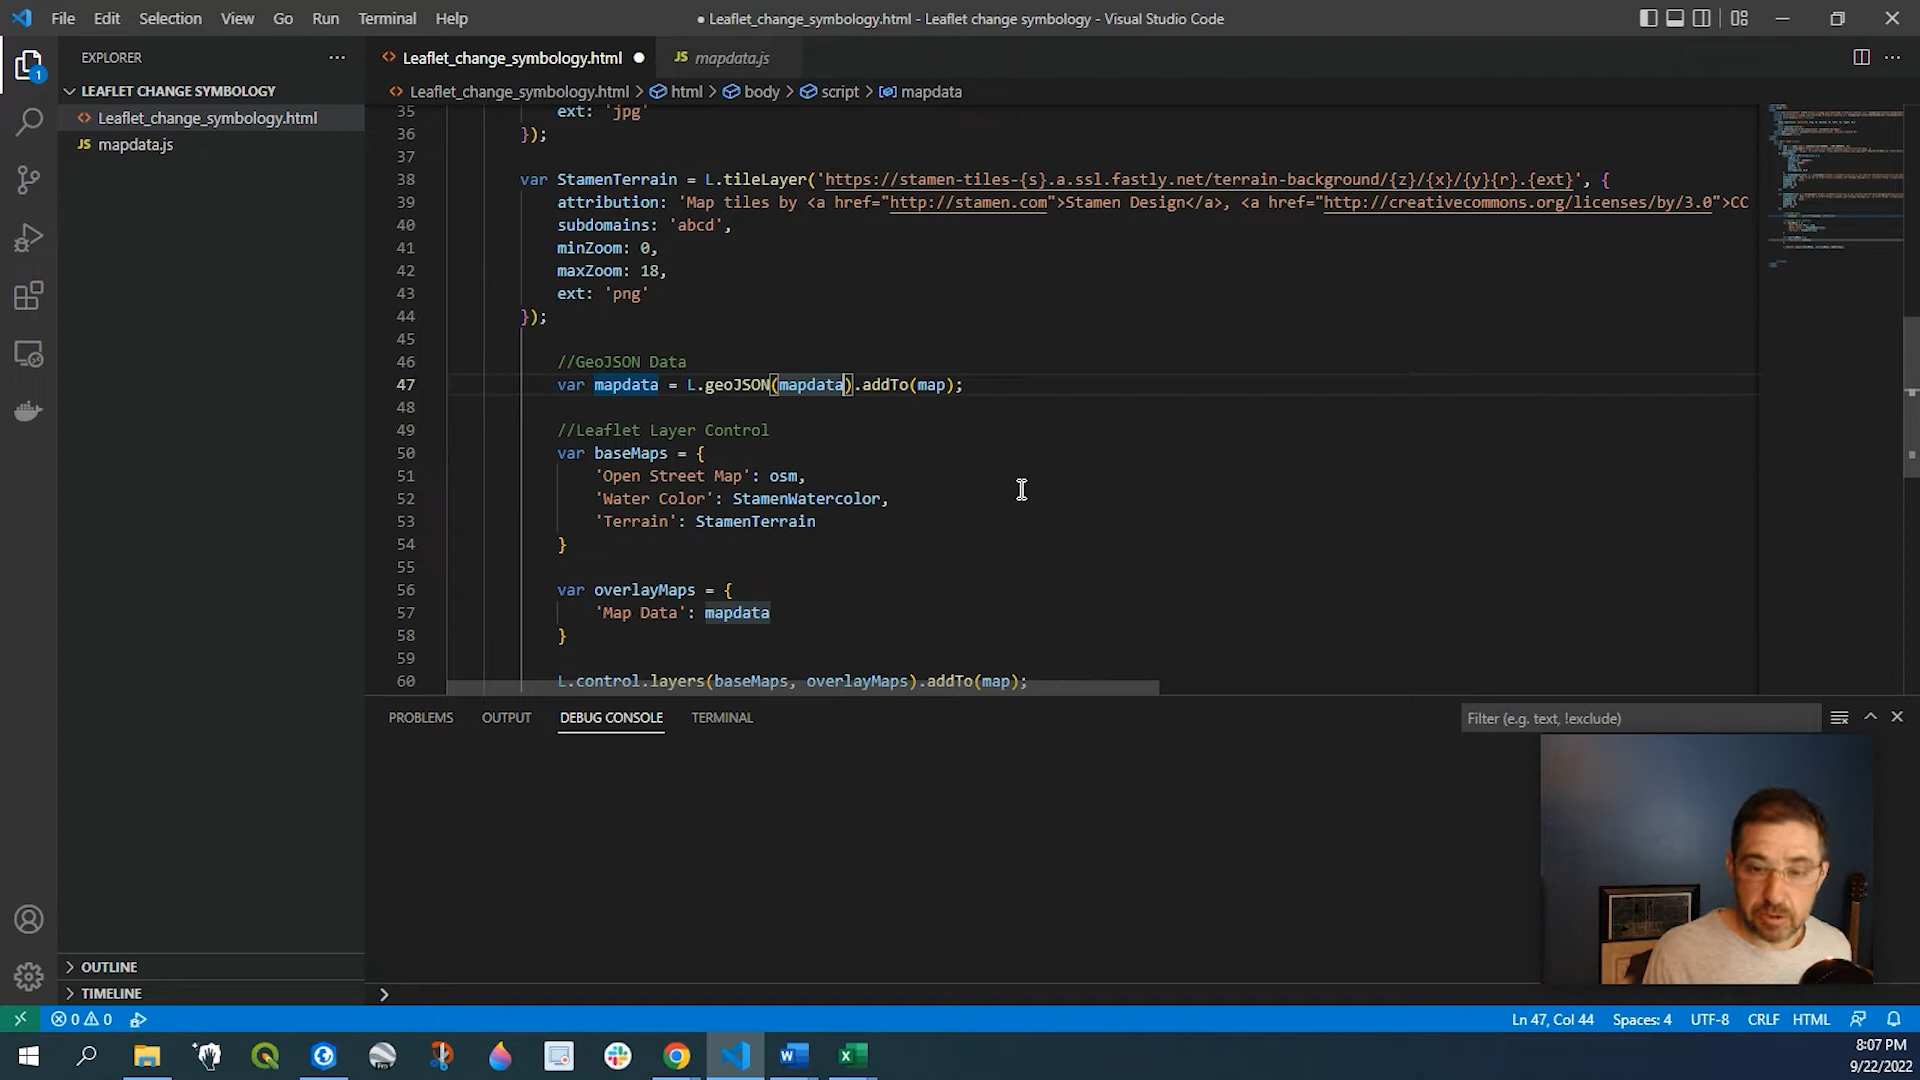 File Edit Selection View Go Run Terminal Help
● Leaflet_change_symbology.html - Leaflet change symbology - Visual Studio Code
EXPLORER
LEAFLET CHANGE SYMBOLOGY
<> Leaflet_change_symbology.html
JS mapdata.js
1
<> Leaflet_change_symbology.html ●
JS mapdata.js
<> Leaflet_change_symbology.html > html > body > script > mapdata
35 ext: 'jpg'
36 });
37
38 var StamenTerrain = L.tileLayer('https://stamen-tiles-{s}.a.ssl.fastly.net/terrain-background/{z}/{x}/{y}{r}.{ext}', {
39 attribution: 'Map tiles by <a href="http://stamen.com">Stamen Design</a>, <a href="http://creativecommons.org/licenses/by/3.0">CC
40 subdomains: 'abcd',
41 minZoom: 0,
42 maxZoom: 18,
43 ext: 'png'
44 });
45
46 //GeoJSON Data
47 var mapdata = L.geoJSON(mapdata).addTo(map);
48
49 //Leaflet Layer Control
50 var baseMaps = {
51 'Open Street Map': osm,
52 'Water Color': StamenWatercolor,
53 'Terrain': StamenTerrain
54 }
55
56 var overlayMaps = {
57 'Map Data': mapdata
58 }
59
60 L.control.layers(baseMaps, overlayMaps).addTo(map);
PROBLEMS OUTPUT DEBUG CONSOLE TERMINAL
Filter (e.g. text, !exclude)
OUTLINE
TIMELINE
0 0
Ln 47, Col 44 Spaces: 4 UTF-8 CRLF HTML
8:07 PM
9/22/2022